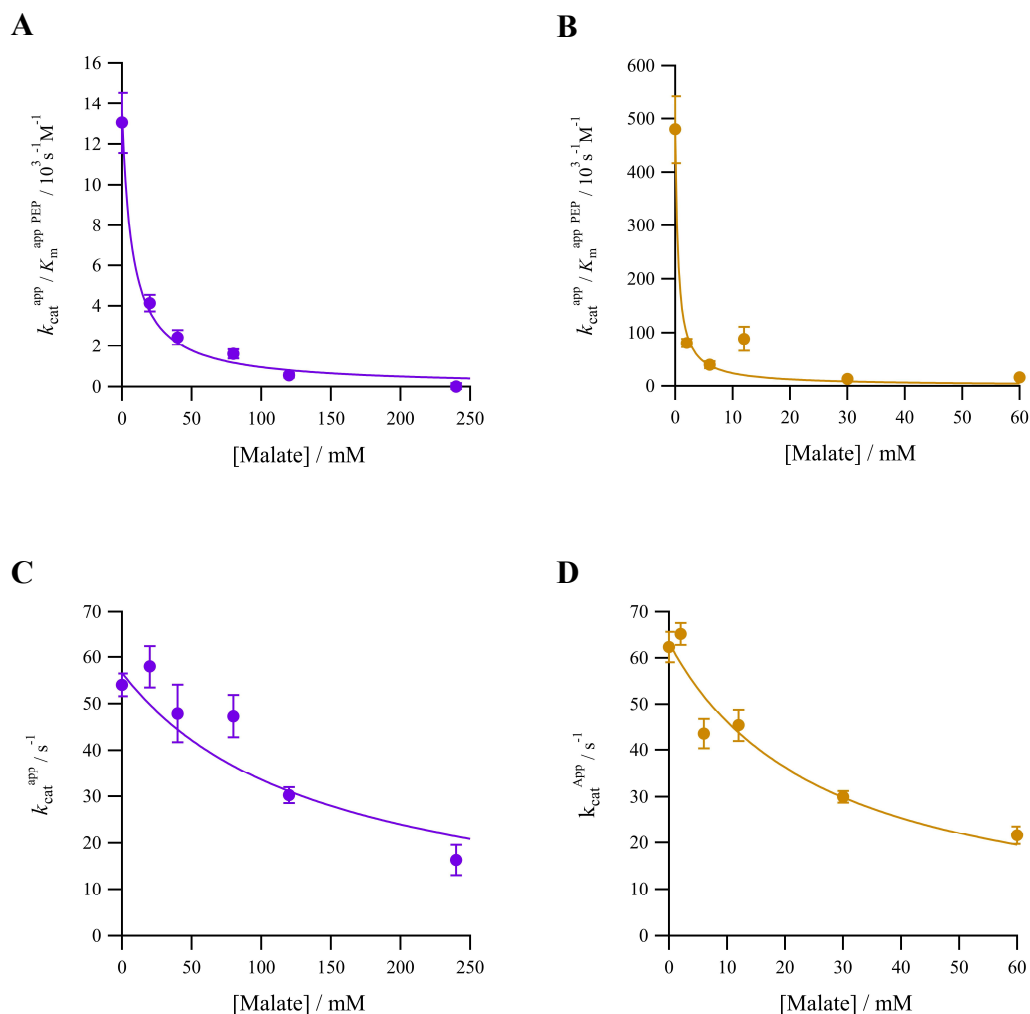 A
k_cat^app / K_m^app PEP / 10^3 s^-1 M^-1
16
14
12
10
8
6
4
2
0
0 50 100 150 200 250
[Malate] / mM
B
k_cat^app / K_m^app PEP / 10^3 s^-1 M^-1
600
500
400
300
200
100
0
0 10 20 30 40 50 60
[Malate] / mM
C
k_cat^app / s^-1
70
60
50
40
30
20
10
0
0 50 100 150 200 250
[Malate] / mM
D
k_cat^App / s^-1
70
60
50
40
30
20
10
0
0 10 20 30 40 50 60
[Malate] / mM